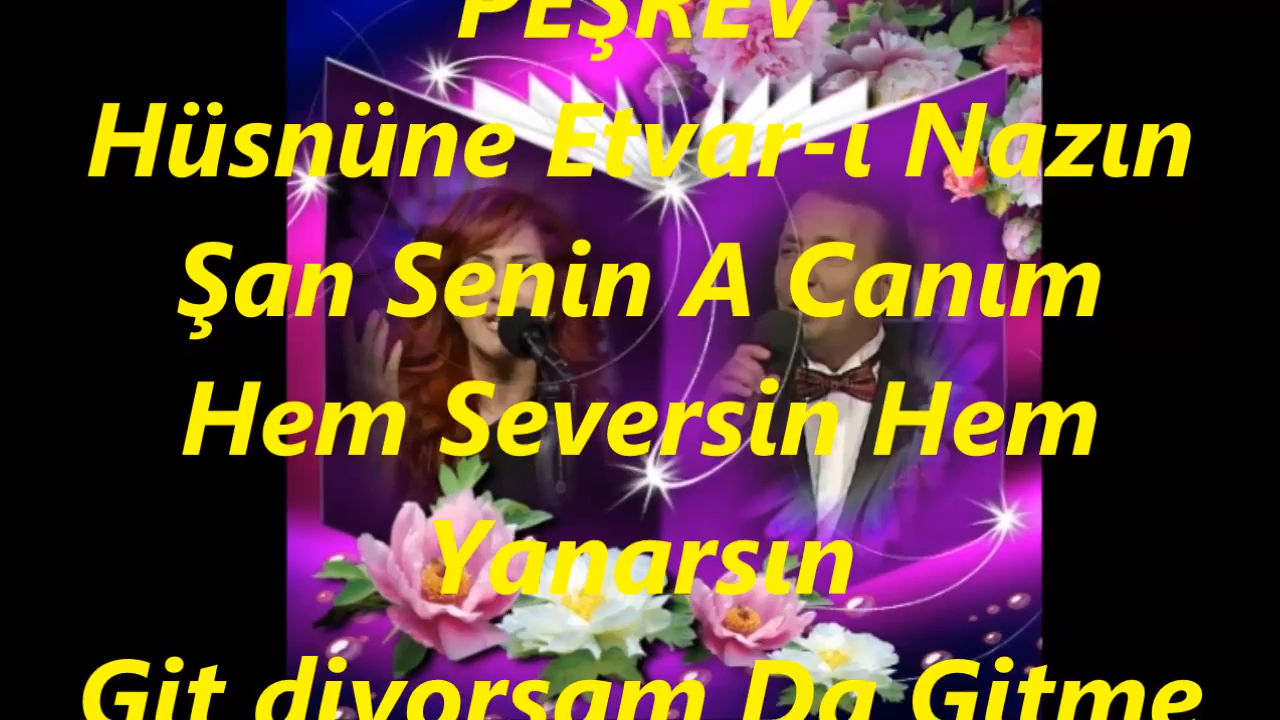 PEŞREV
Hüsnüne Etvar-ı Nazın
Şan Senin A Canım
Hem Seversin Hem
Yanarsın
Git diyorsam Da Gitme